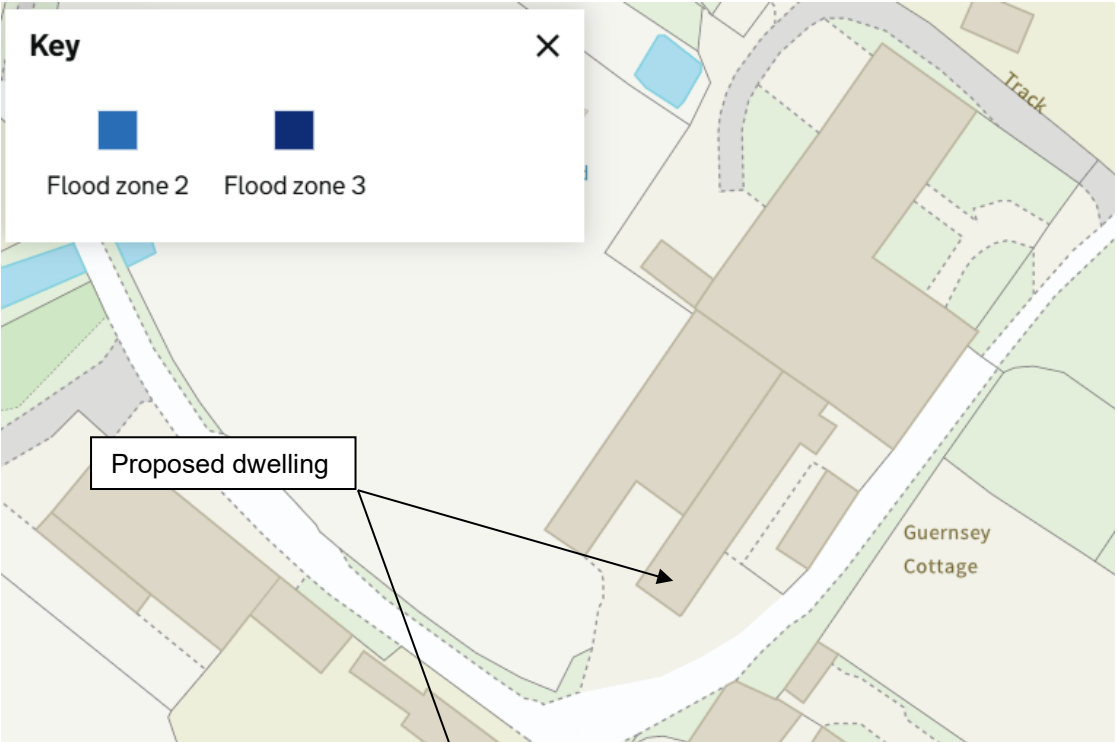 Key
Flood zone 2
Flood zone 3
Track
Proposed dwelling
Guernsey
Cottage